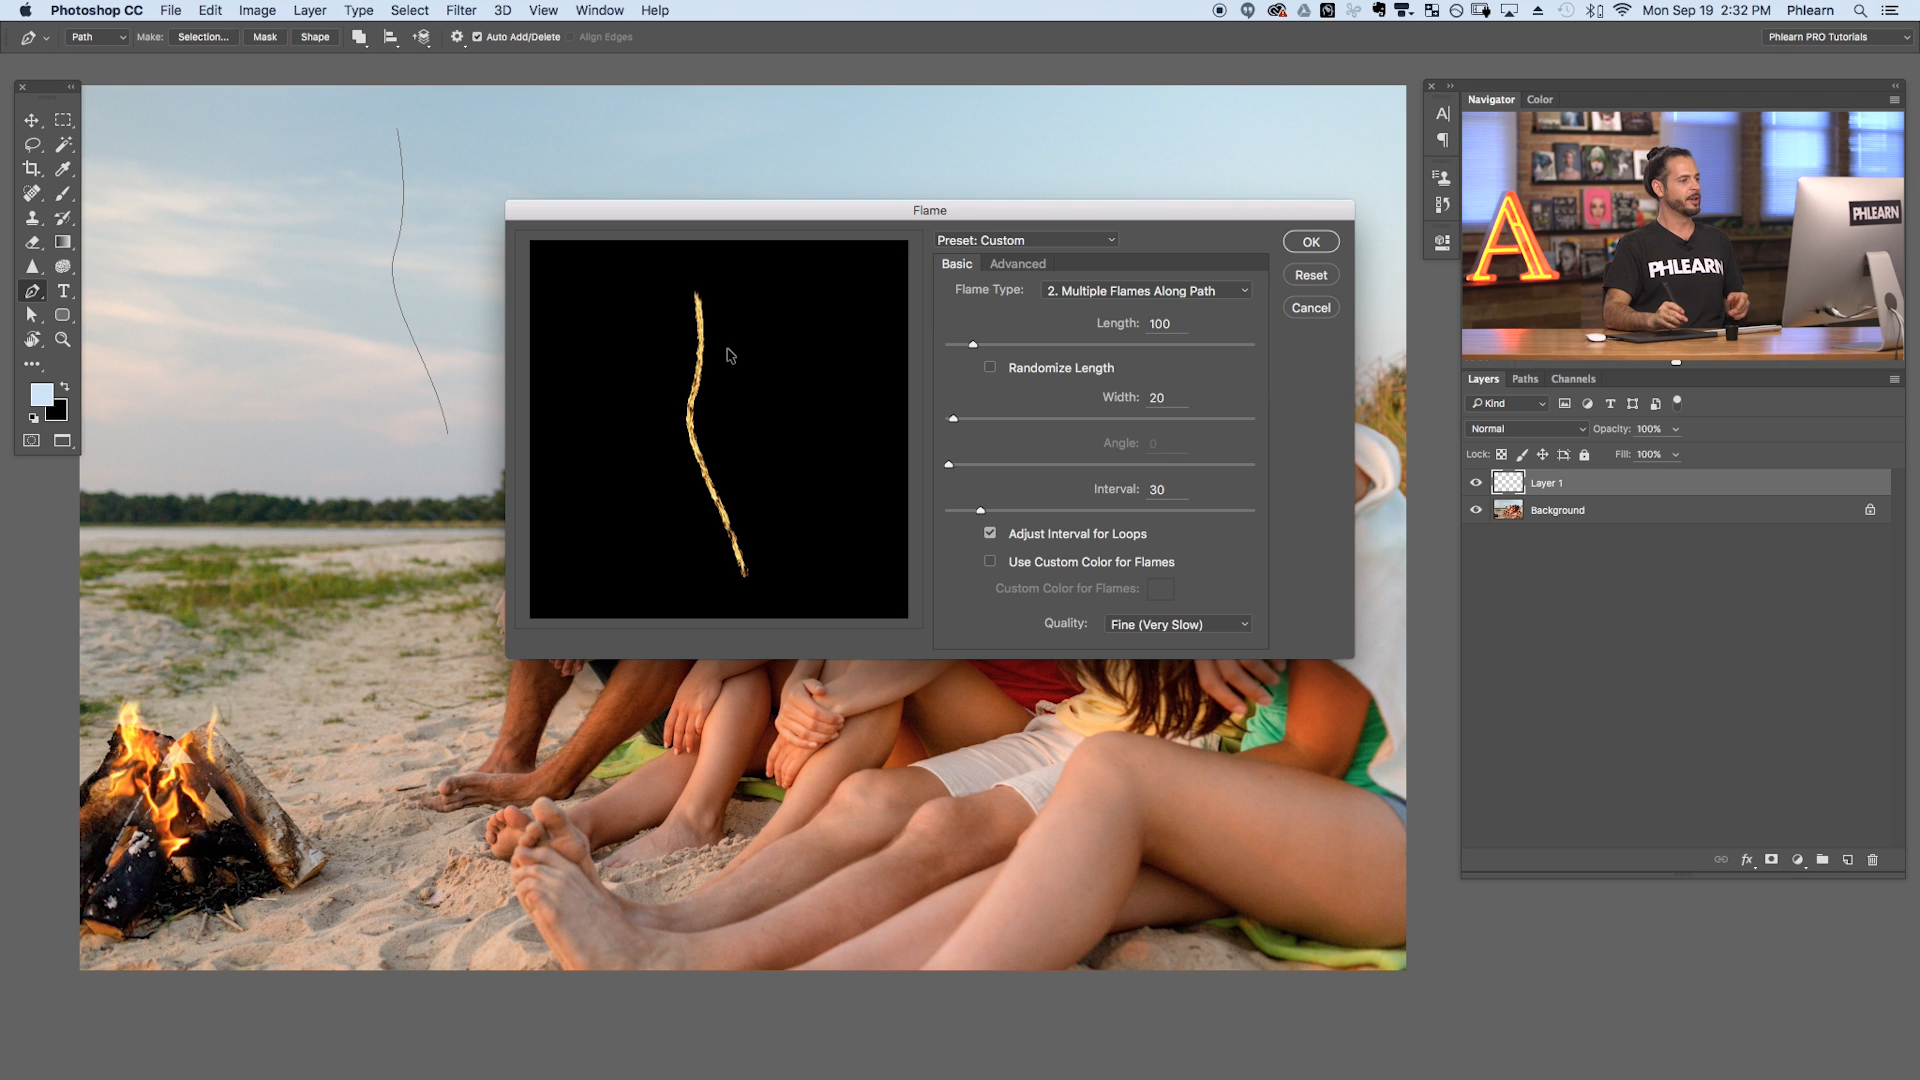 Photoshop CC File Edit Image Layer Type Select Filter 3D View Window Help Mon Sep 19 2:32 PM Phlearn
Path Make: Selection... Mask Shape Auto Add/Delete Align Edges Phlearn PRO Tutorials
Navigator Color
PHLEARN
PHLEARN
A
Flame
Preset: Custom
OK
Basic Advanced
Reset
Flame Type: 2. Multiple Flames Along Path
Cancel
Length: 100
Randomize Length
Width: 20
Angle: 0
Interval: 30
Adjust Interval for Loops
Use Custom Color for Flames
Custom Color for Flames:
Quality: Fine (Very Slow)
Layers Paths Channels
Kind
Normal Opacity: 100%
Lock: Fill: 100%
Layer 1
Background
fx